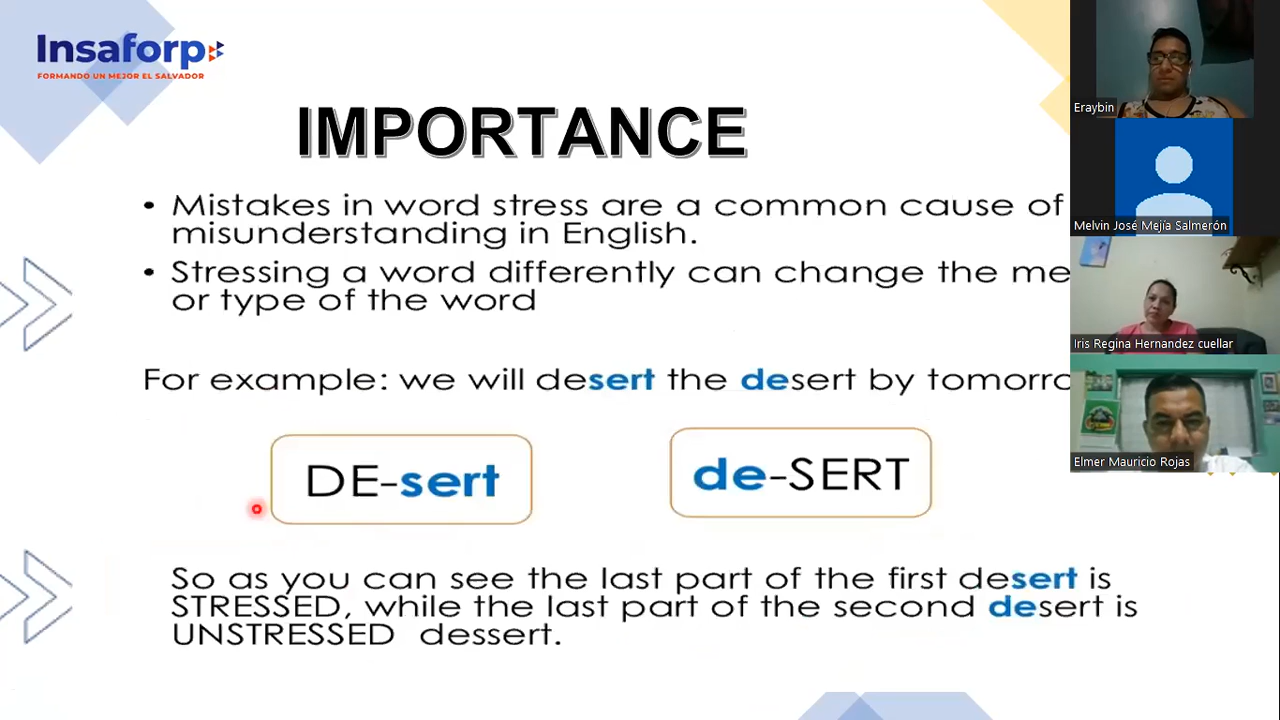 Insaforp
FORMANDO UN MEJOR EL SALVADOR
IMPORTANCE
• Mistakes in word stress are a common cause of
misunderstanding in English.
• Stressing a word differently can change the me
or type of the word
For example: we will desert the desert by tomorro
DE-sert
de-SERT
So as you can see the last part of the first desert is
STRESSED, while the last part of the second desert is
UNSTRESSED dessert.
Eraybin
Melvin José Mejía Salmerón
Iris Regina Hernandez cuellar
Elmer Mauricio Rojas